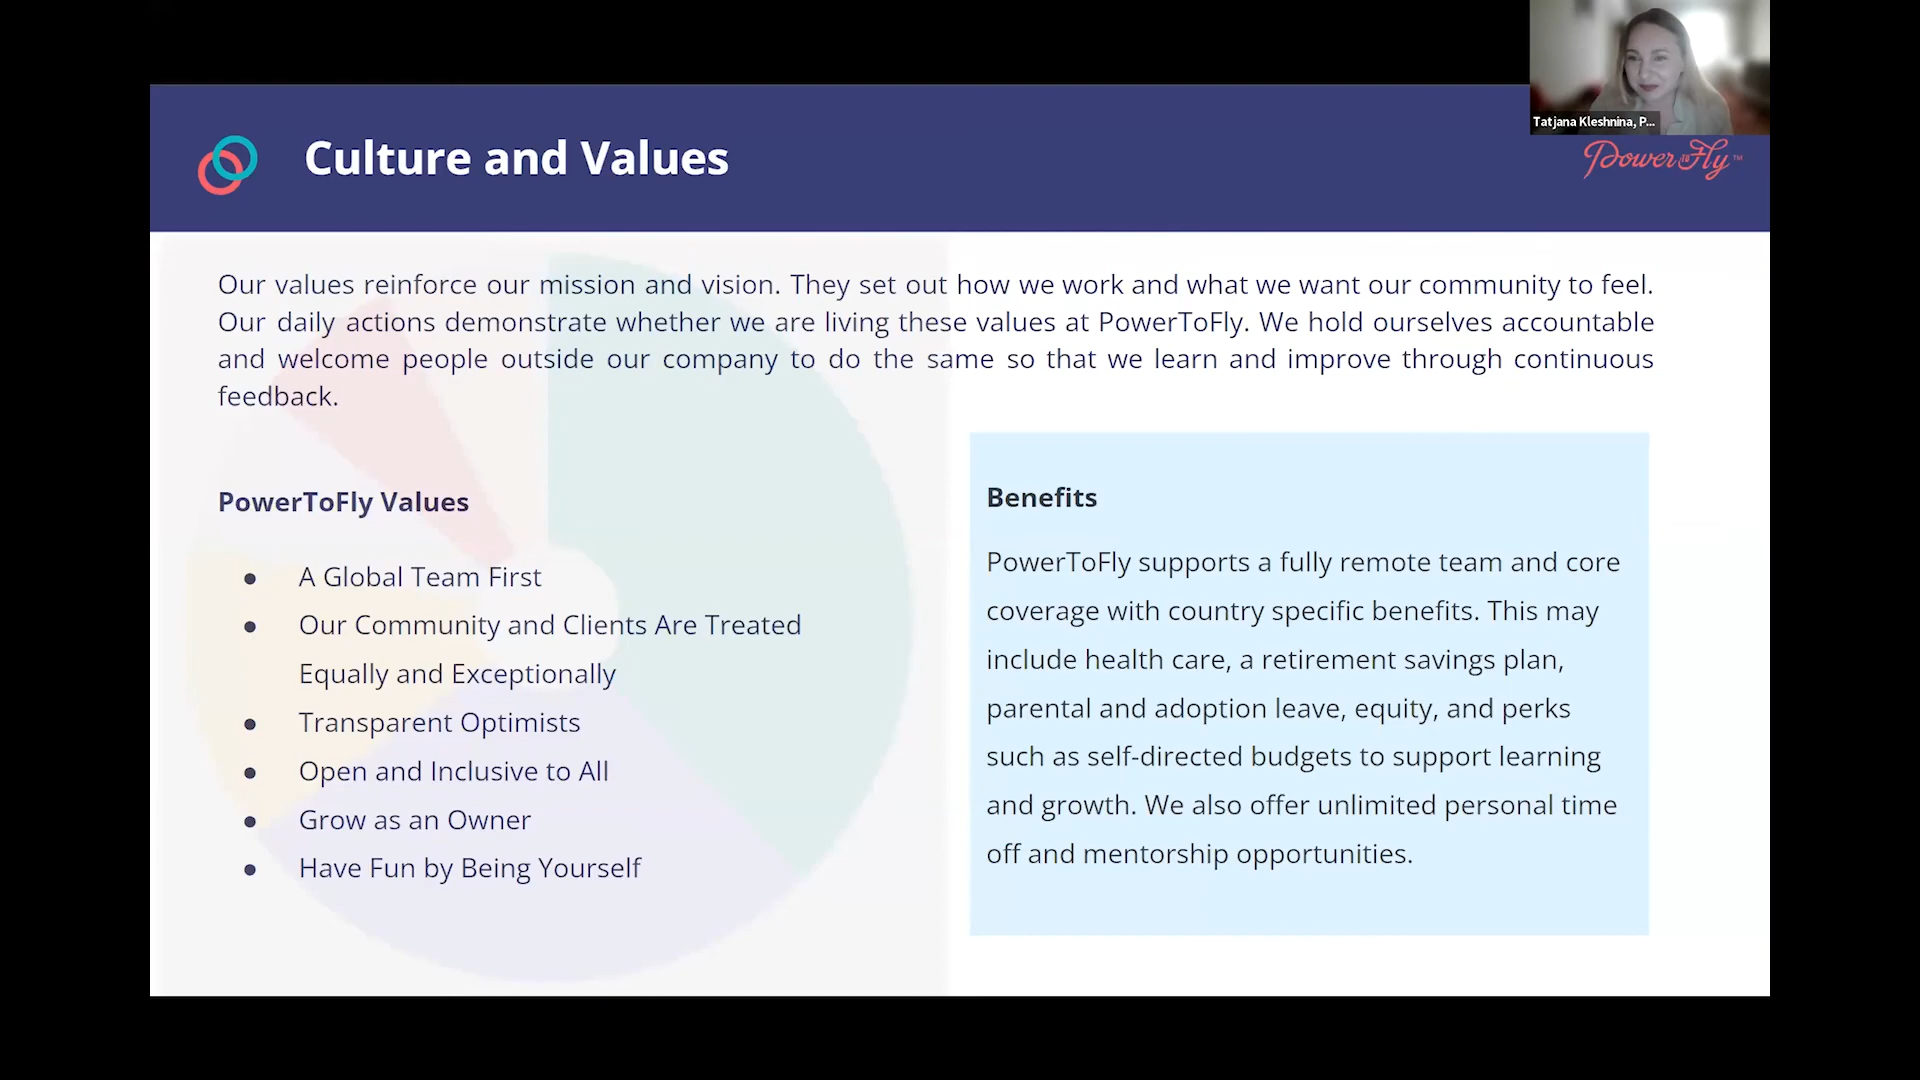 Tatjana Kleshnina, P...
Culture and Values
PowerToFly™
Our values reinforce our mission and vision. They set out how we work and what we want our community to feel.
Our daily actions demonstrate whether we are living these values at PowerToFly. We hold ourselves accountable
and welcome people outside our company to do the same so that we learn and improve through continuous
feedback.
PowerToFly Values
● A Global Team First
● Our Community and Clients Are Treated
Equally and Exceptionally
● Transparent Optimists
● Open and Inclusive to All
● Grow as an Owner
● Have Fun by Being Yourself
Benefits
PowerToFly supports a fully remote team and core
coverage with country specific benefits. This may
include health care, a retirement savings plan,
parental and adoption leave, equity, and perks
such as self-directed budgets to support learning
and growth. We also offer unlimited personal time
off and mentorship opportunities.